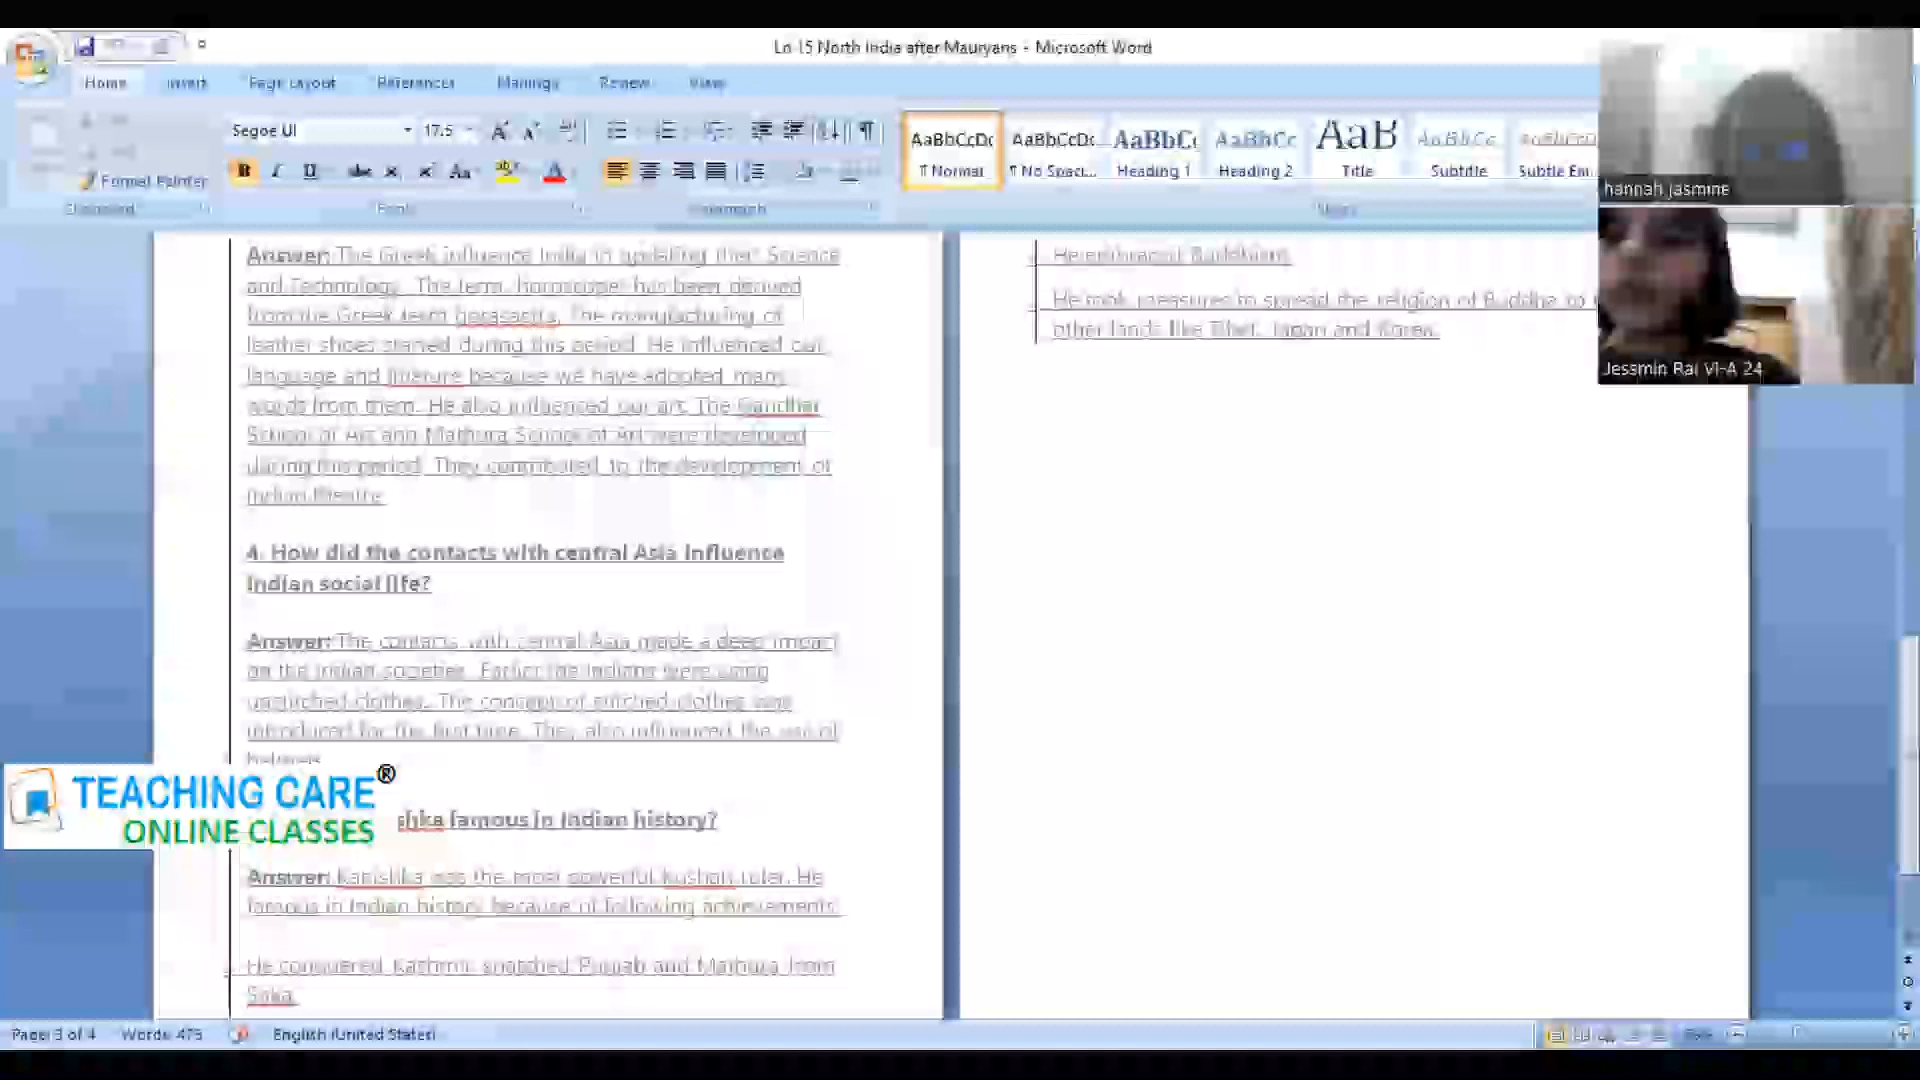 Ln 15 North India after Mauryans - Microsoft Word
Home Insert Page Layout References Mailings Review View
Segoe UI 17.5
AaBbCcDc AaBbCcDc AaBbC AaBbCc AaB AaBbCc. AaBbCcD
¶ Normal ¶ No Spaci... Heading 1 Heading 2 Title Subtitle Subtle Em...
Format Painter
Clipboard Font Paragraph Styles
hannah jasmine
Jessmin Rai VI-A 24
Answer: The Greek influence India in updating their Science
and Technology. The term horoscope has been derived
from the Greek term The manufacturing of
leather shoes started during this period. He influenced our
language and because we have adopted many
words from them. He also influenced our art. The Gandhar
School of Art and Mathura School of Art were developed
during this period. They contributed to the development of
Indian theatre.
4. How did the contacts with central Asia influence
Indian social life?
Answer: The contacts with central Asia made a deep impact
on the Indian societies. Earlier the Indians were using
unstitched clothes. The concept of stitched clothes was
introduced for the first time. They also influenced the use of
helmets.
TEACHING CARE®
ONLINE CLASSES
shka famous in Indian history?
Answer: Kanishka was the most powerful Kushan ruler. He
famous in Indian history because of following achievements
He conquered Kashmir, snatched Punjab and Mathura from
Saka.
He embraced Buddhism.
He took measures to spread the religion of Buddha to
other lands like Tibet, Japan and Korea.
Page: 3 of 4 Words: 475 English (United States)